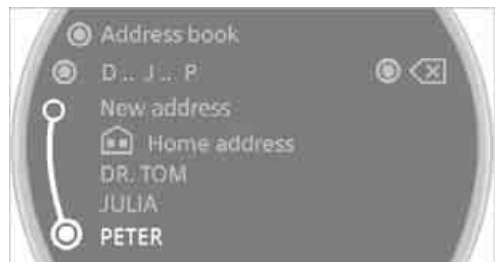 Address book
D .. J .. P
New address
Home address
DR. TOM
JULIA
PETER